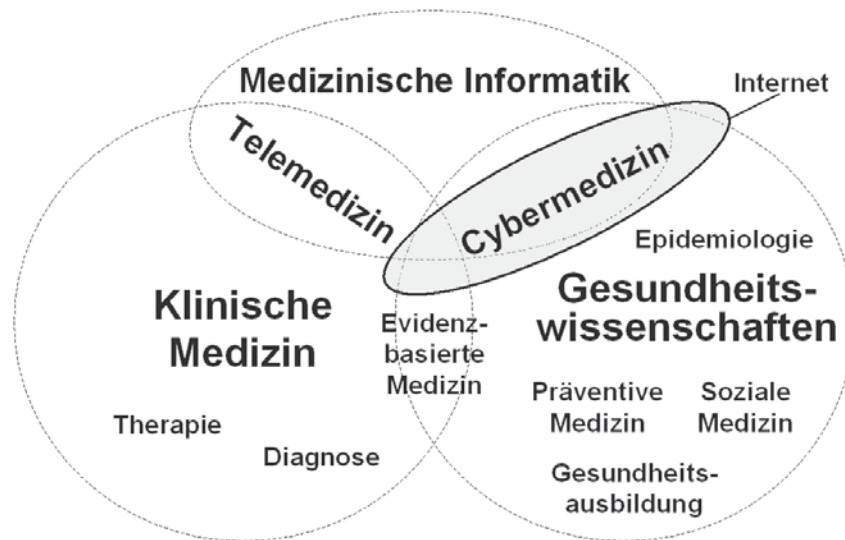 Medizinische Informatik
Internet
Telemedizin
Cybermedizin
Epidemiologie
Klinische
Medizin
Gesundheits-
wissenschaften
Evidenz-
basierte
Medizin
Präventive
Medizin
Soziale
Medizin
Therapie
Diagnose
Gesundheits-
ausbildung